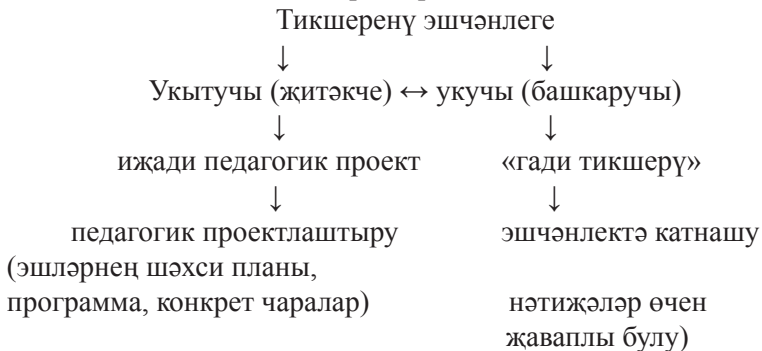 Тикшеренү эшчәнлеге
↓ ↓
Укытучы (җитәкче) ↔ укучы (башкаручы)
↓ ↓
иҗади педагогик проект «гади тикшерү»
↓ ↓
педагогик проектлаштыру эшчәнлектә катнашу
(эшләрнең шәхси планы,
программа, конкрет чаралар) нәтиҗәләр өчен
җаваплы булу)